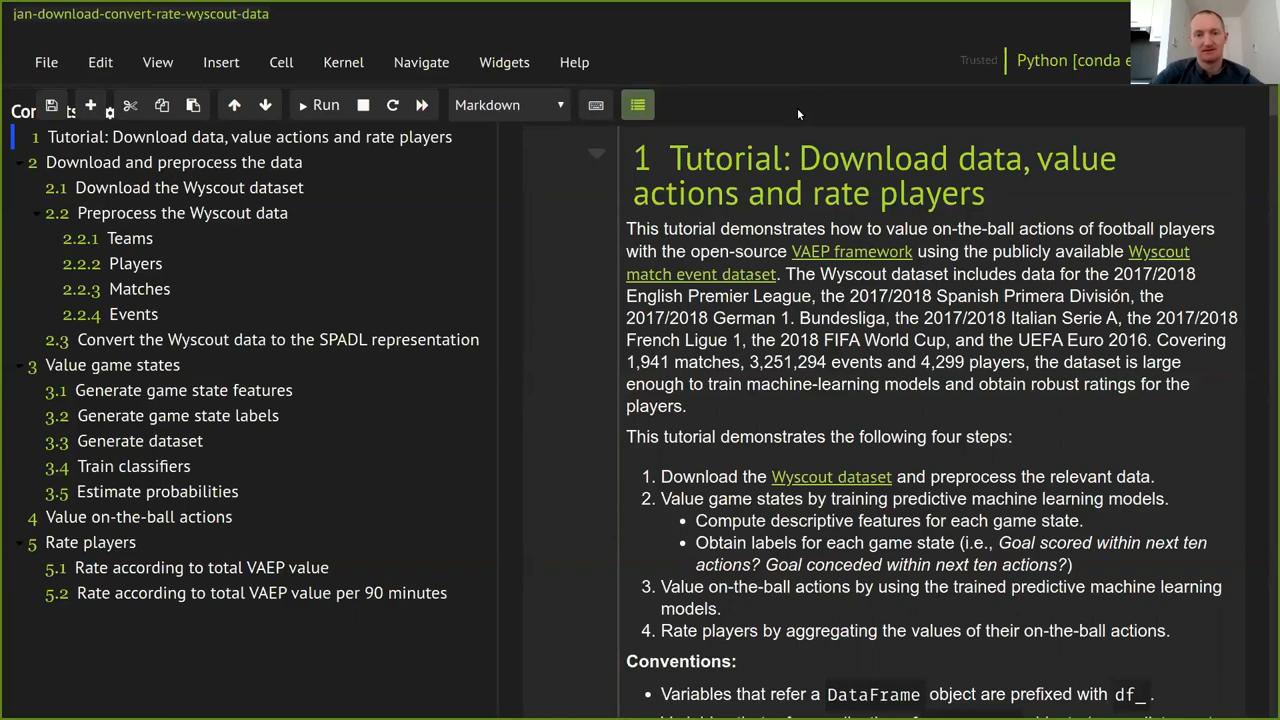 jan-download-convert-rate-wyscout-data
File Edit View Insert Cell Kernel Navigate Widgets Help
Trusted Python [conda e
Run Markdown
1 Tutorial: Download data, value actions and rate players
2 Download and preprocess the data
2.1 Download the Wyscout dataset
2.2 Preprocess the Wyscout data
2.2.1 Teams
2.2.2 Players
2.2.3 Matches
2.2.4 Events
2.3 Convert the Wyscout data to the SPADL representation
3 Value game states
3.1 Generate game state features
3.2 Generate game state labels
3.3 Generate dataset
3.4 Train classifiers
3.5 Estimate probabilities
4 Value on-the-ball actions
5 Rate players
5.1 Rate according to total VAEP value
5.2 Rate according to total VAEP value per 90 minutes
1 Tutorial: Download data, value
actions and rate players
This tutorial demonstrates how to value on-the-ball actions of football players
with the open-source VAEP framework using the publicly available Wyscout
match event dataset. The Wyscout dataset includes data for the 2017/2018
English Premier League, the 2017/2018 Spanish Primera División, the
2017/2018 German 1. Bundesliga, the 2017/2018 Italian Serie A, the 2017/2018
French Ligue 1, the 2018 FIFA World Cup, and the UEFA Euro 2016. Covering
1,941 matches, 3,251,294 events and 4,299 players, the dataset is large
enough to train machine-learning models and obtain robust ratings for the
players.
This tutorial demonstrates the following four steps:
1. Download the Wyscout dataset and preprocess the relevant data.
2. Value game states by training predictive machine learning models.
• Compute descriptive features for each game state.
• Obtain labels for each game state (i.e., Goal scored within next ten
actions? Goal conceded within next ten actions?)
3. Value on-the-ball actions by using the trained predictive machine learning
models.
4. Rate players by aggregating the values of their on-the-ball actions.
Conventions:
• Variables that refer a DataFrame object are prefixed with df_.